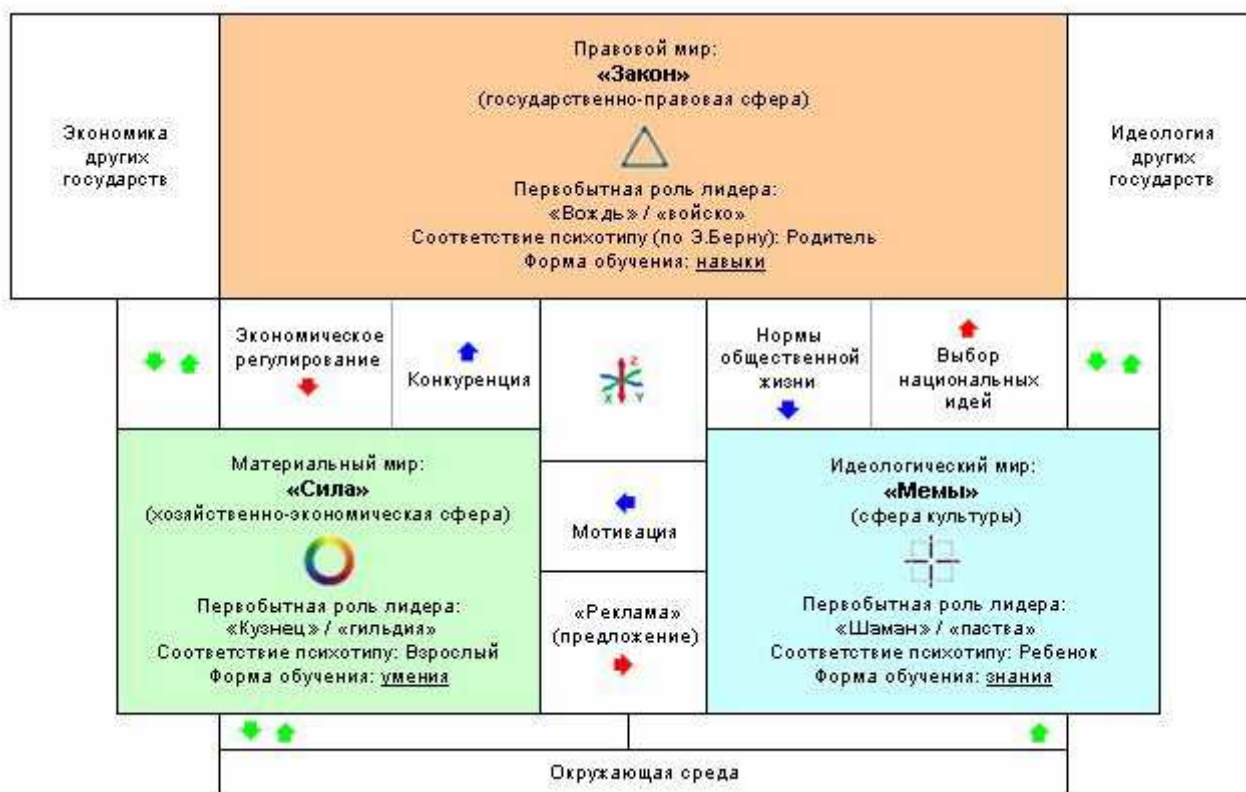 Экономика
других
государств
Правовой мир:
«Закон»
(государственно-правовая сфера)
Первобытная роль лидера:
«Вождь» / «войско»
Соответствие психотипу (по Э.Берну): Родитель
Форма обучения: навыки
Идеология
других
государств
Экономическое
регулирование
Конкуренция
Z
X Y
Нормы
общественной
жизни
Выбор
национальных
идей
Материальный мир:
«Сила»
(хозяйственно-экономическая сфера)
Первобытная роль лидера:
«Кузнец» / «гильдия»
Соответствие психотипу: Взрослый
Форма обучения: умения
Мотивация
«Реклама»
(предложение)
Идеологический мир:
«Мемы»
(сфера культуры)
Первобытная роль лидера:
«Шаман» / «паства»
Соответствие психотипу: Ребенок
Форма обучения: знания
Окружающая среда